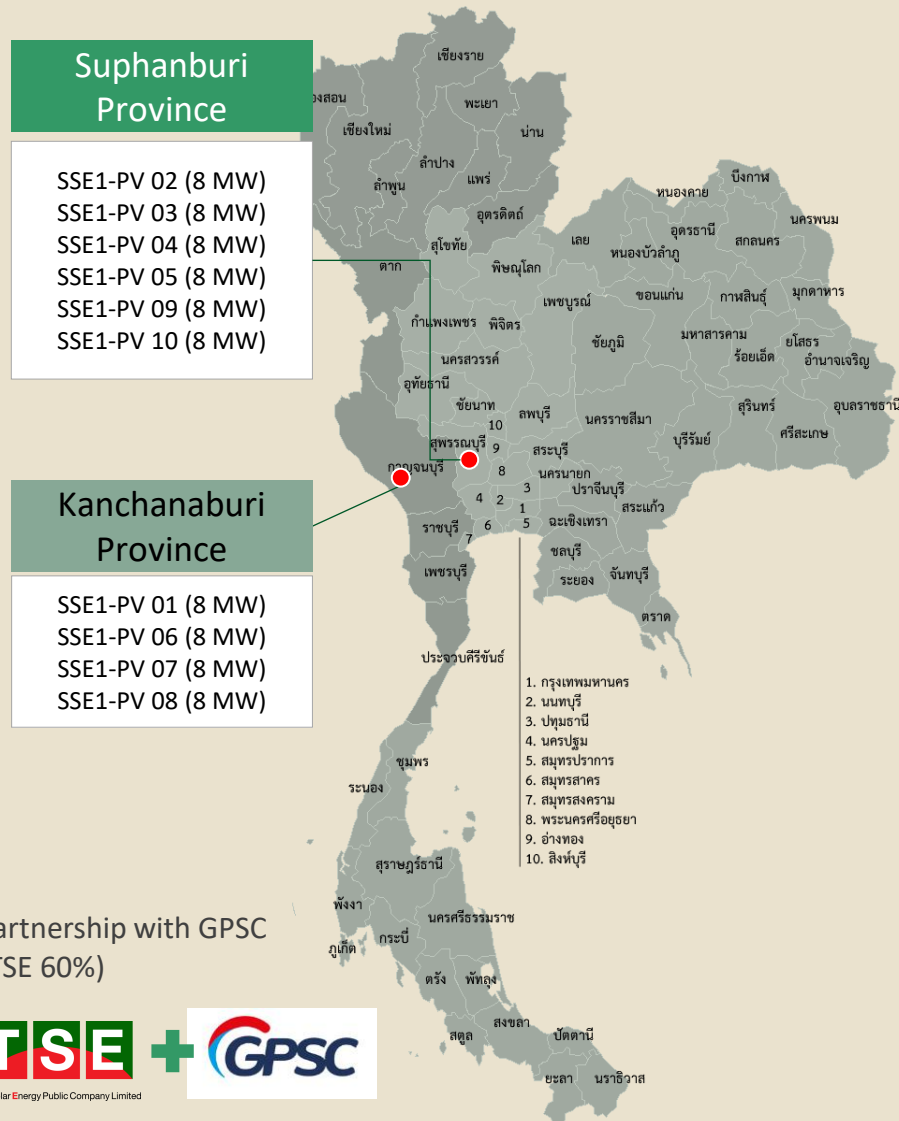 Suphanburi
Province
SSE1-PV 02 (8 MW)
SSE1-PV 03 (8 MW)
SSE1-PV 04 (8 MW)
SSE1-PV 05 (8 MW)
SSE1-PV 09 (8 MW)
SSE1-PV 10 (8 MW)
Kanchanaburi
Province
SSE1-PV 01 (8 MW)
SSE1-PV 06 (8 MW)
SSE1-PV 07 (8 MW)
SSE1-PV 08 (8 MW)
เชียงราย
องสอน
พะเยา
เชียงใหม่
น่าน
ลำปาง
ลำพูน
แพร่
บึงกาฬ
หนองคาย
อุตรดิตถ์
นครพนม
สุโขทัย
เลย
อุดรธานี
สกลนคร
ตาก
พิษณุโลก
หนองบัวลำภู
เพชบูรณ์
ขอนแก่น
กาฬสินธุ์
มุกดาหาร
กำแพงเพชร
พิจิตร
ชัยภูมิ
มหาสารคาม
ยโสธร
นครสวรรค์
ร้อยเอ็ด
อำนาจเจริญ
อุทัยธานี
ชัยนาท
ลพบุรี
นครราชสีมา
สุรินทร์
อุบลราชธานี
10
บุรีรัมย์
ศรีสะเกษ
สุพรรณบุรี
9
สระบุรี
กาญจนบุรี
8
นครนายก
3
ปราจีนบุรี
4
2
สระแก้ว
1
ราชบุรี
6
5
ฉะเชิงเทรา
7
ชลบุรี
เพชรบุรี
ระยอง
จันทบุรี
ตราด
ประจวบคีรีขันธ์
1. กรุงเทพมหานคร
2. นนทบุรี
3. ปทุมธานี
4. นครปฐม
5. สมุทรปราการ
6. สมุทรสาคร
7. สมุทรสงคราม
8. พระนครศรีอยุธยา
9. อ่างทอง
10. สิงห์บุรี
ชุมพร
ระนอง
สุราษฎร์ธานี
พังงา
นครศรีธรรมราช
กระบี่
ภูเก็ต
ตรัง
พัทลุง
สงขลา
สตูล
ปัตตานี
ยะลา
นราธิวาส
artnership with GPSC
TSE 60%)
TSE
GPSC
lar Energy Public Company Limited